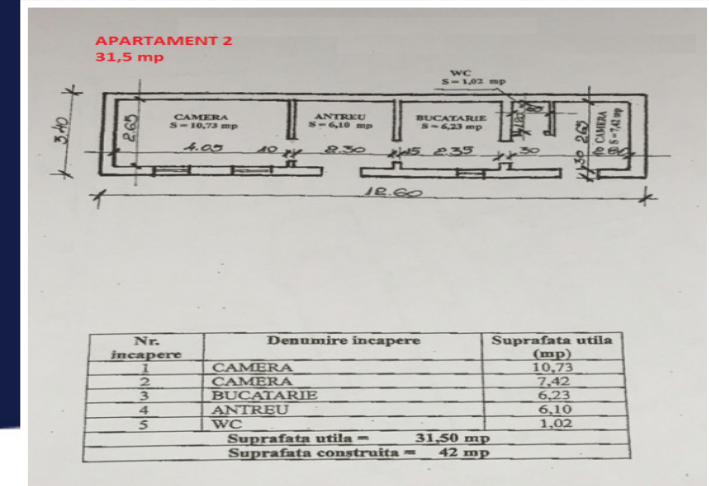 APARTAMENT 2
31,5 mp
WC
S = 1,02 mp
CAMERA
S = 10,73 mp
ANTREU
S = 6,10 mp
BUCATARIE
S = 6,23 mp
CAMERA
S = 7,42 mp
3.40
2.65
4.05
10
2.30
15
2.35
30
2.65
30
12.60
Nr. incapere Denumire incapere Suprafata utila (mp)
1 CAMERA 10,73
2 CAMERA 7,42
3 BUCATARIE 6,23
4 ANTREU 6,10
5 WC 1,02
Suprafata utila = 31,50 mp
Suprafata construita = 42 mp